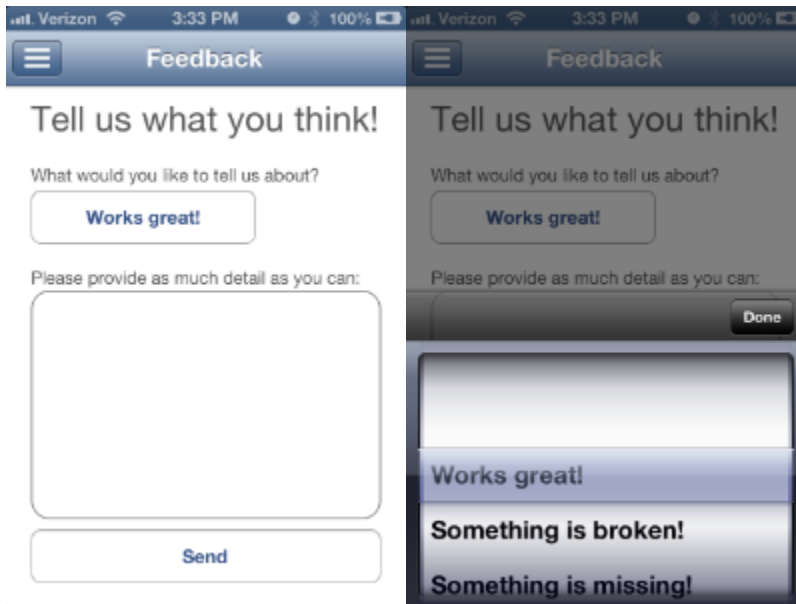 Verizon 3:33 PM 100%
Feedback
Tell us what you think!
What would you like to tell us about?
Works great!
Please provide as much detail as you can:
Send
Verizon 3:33 PM 100%
Feedback
Tell us what you think!
What would you like to tell us about?
Works great!
Please provide as much detail as you can:
Done
Works great!
Something is broken!
Something is missing!